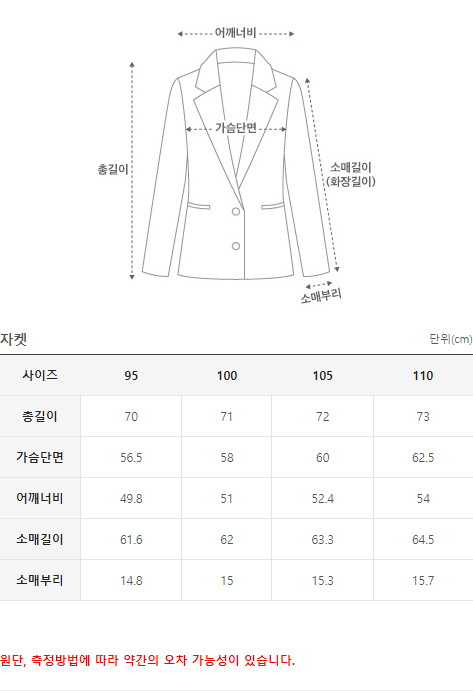 어깨너비
가슴단면
총길이
소매길이
(화장길이)
소매부리
자켓 단위(cm)
사이즈 95 100 105 110
총길이 70 71 72 73
가슴단면 56.5 58 60 62.5
어깨너비 49.8 51 52.4 54
소매길이 61.6 62 63.3 64.5
소매부리 14.8 15 15.3 15.7
원단, 측정방법에 따라 약간의 오차 가능성이 있습니다.